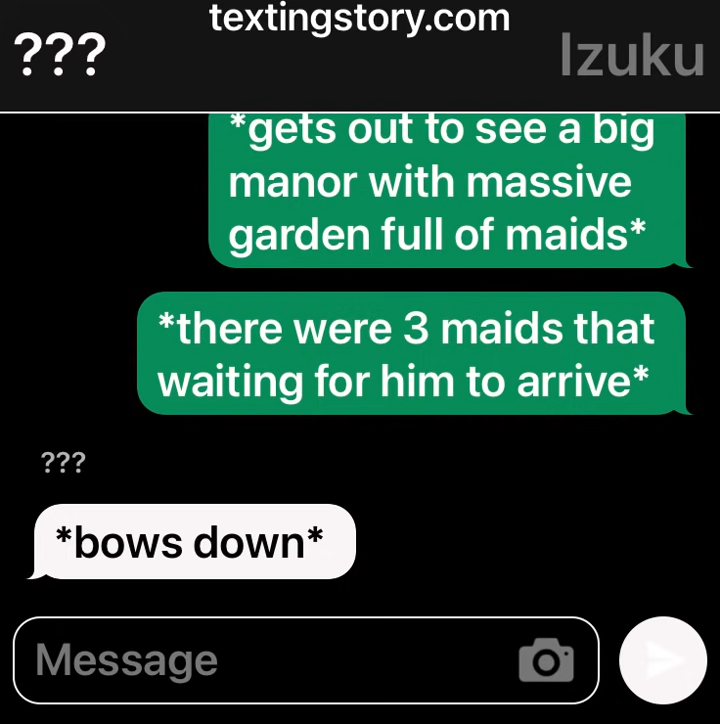 textingstory.com
???
Izuku
*gets out to see a big
manor with massive
garden full of maids*
*there were 3 maids that
waiting for him to arrive*
???
*bows down*
Message